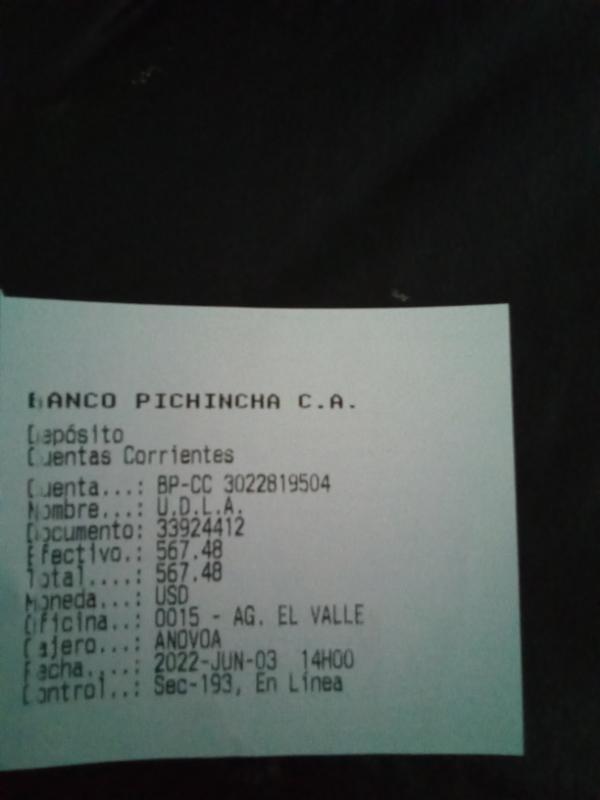 BANCO PICHINCHA C.A.
Depósito
Cuentas Corrientes
Cuenta...: BP-CC 3022819504
Nombre...: U.D.L.A.
Documento: 33924412
Efectivo.: 567.48
Total....: 567.48
Moneda...: USD
Oficina..: 0015 - AG. EL VALLE
Cajero...: ANOVOA
Fecha....: 2022-JUN-03 14H00
Control..: Sec-193, En Línea